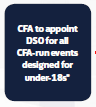 CFA to appoint
DSO for all
CFA-run events
designed for
under-18s*